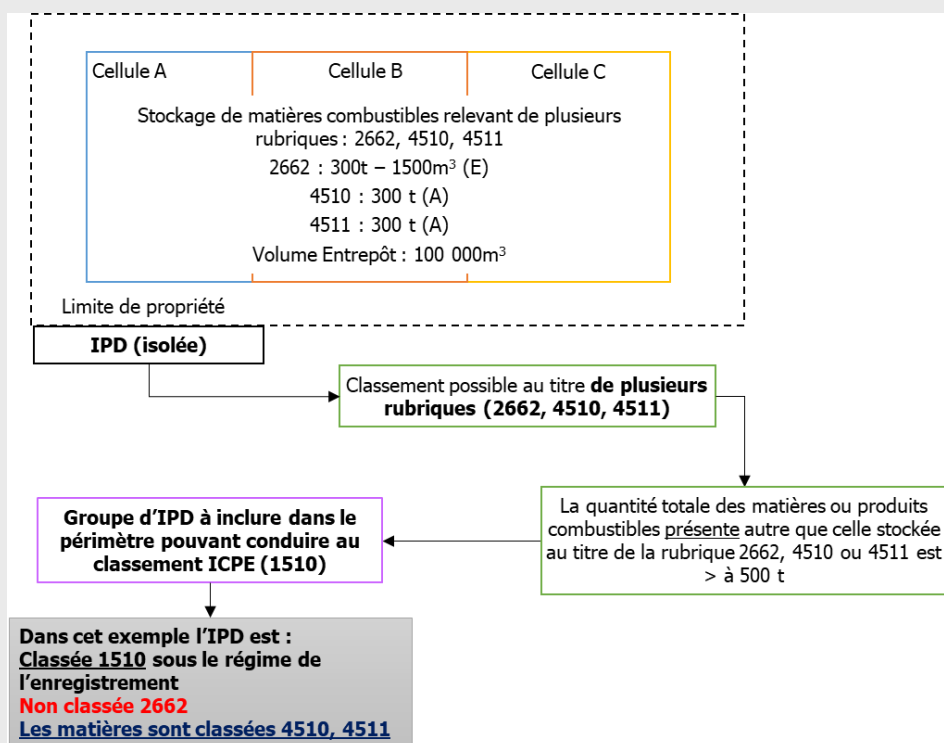 Cellule A
Cellule B
Cellule C
Stockage de matières combustibles relevant de plusieurs
rubriques : 2662, 4510, 4511
2662 : 300t – 1500m³ (E)
4510 : 300 t (A)
4511 : 300 t (A)
Volume Entrepôt : 100 000m³
Limite de propriété
IPD (isolée)
Classement possible au titre de plusieurs
rubriques (2662, 4510, 4511)
La quantité totale des matières ou produits
combustibles présente autre que celle stockée
au titre de la rubrique 2662, 4510 ou 4511 est
> à 500 t
Groupe d’IPD à inclure dans le
périmètre pouvant conduire au
classement ICPE (1510)
Dans cet exemple l’IPD est :
Classée 1510 sous le régime de
l’enregistrement
Non classée 2662
Les matières sont classées 4510, 4511